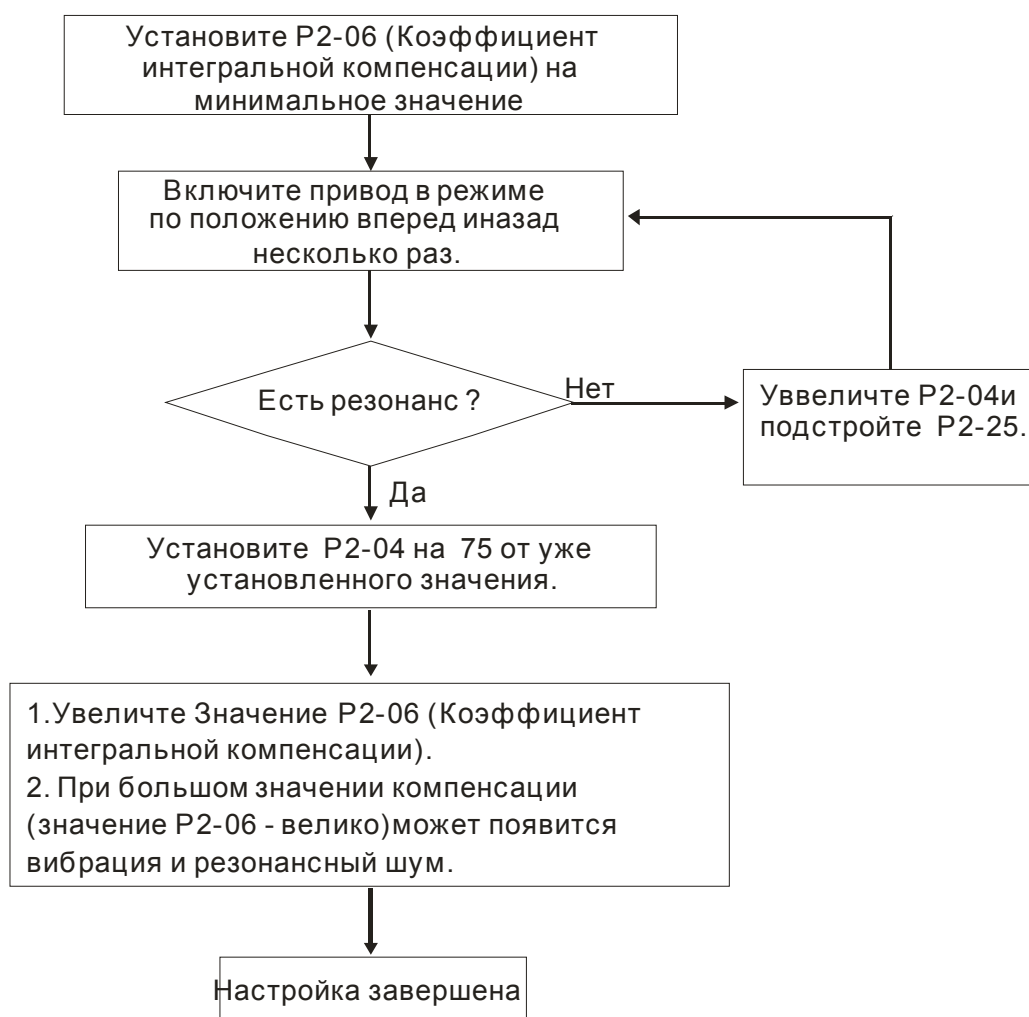 Установите P2-06 (Коэффициент
интегральной компенсации) на
минимальное значение
Включите привод в режиме
по положению вперед иназад
несколько раз.
Есть резонанс ?
Нет
Уввеличте P2-04и
подстройте P2-25.
Да
Установите P2-04 на 75 от уже
установленного значения.
1.Увеличте Значение P2-06 (Коэффициент
интегральной компенсации).
2. При большом значении компенсации
(значение P2-06 - велико)может появится
вибрация и резонансный шум.
Настройка завершена